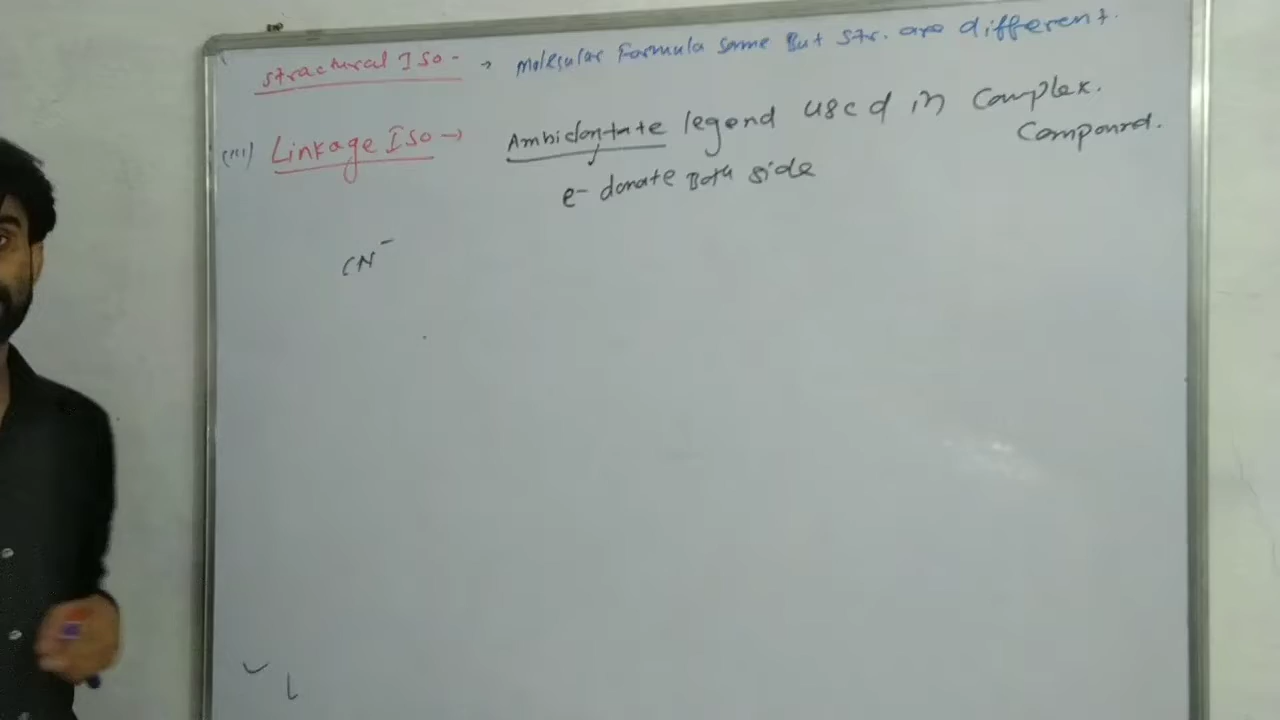 Structural Iso- → Molecular Formula Same But Str. are different.
(III) Linkage Iso → Ambidentate legend used in Complex.
Compound.
e- donate Both side
CN-